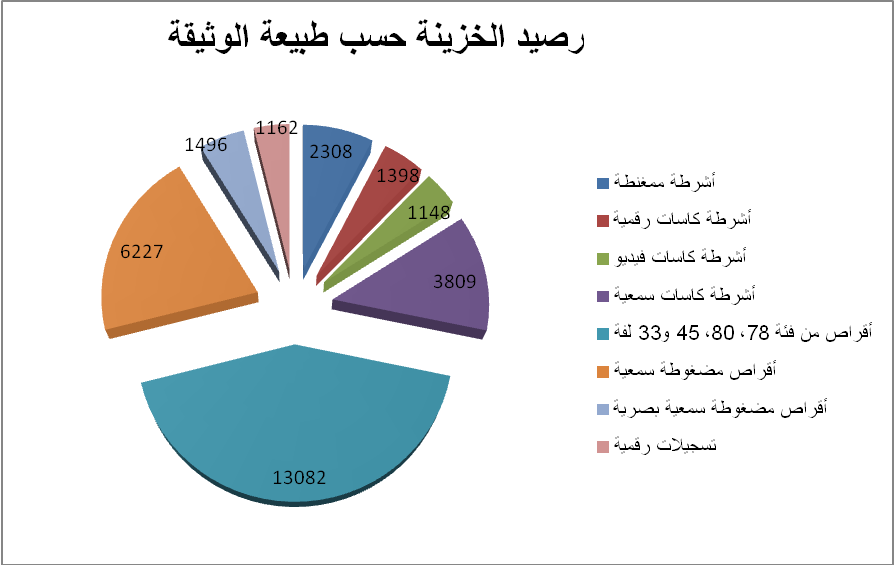 رصيد الخزينة حسب طبيعة الوثيقة
1162
2308
1496
1398
1148
6227
3809
13082
أشرطة ممغنطة
أشرطة كاسات رقمية
أشرطة كاسات فيديو
أشرطة كاسات سمعية
أقراص من فئة 78، 80، 45 و33 لفة
أقراص مضغوطة سمعية
أقراص مضغوطة سمعية بصرية
تسجيلات رقمية